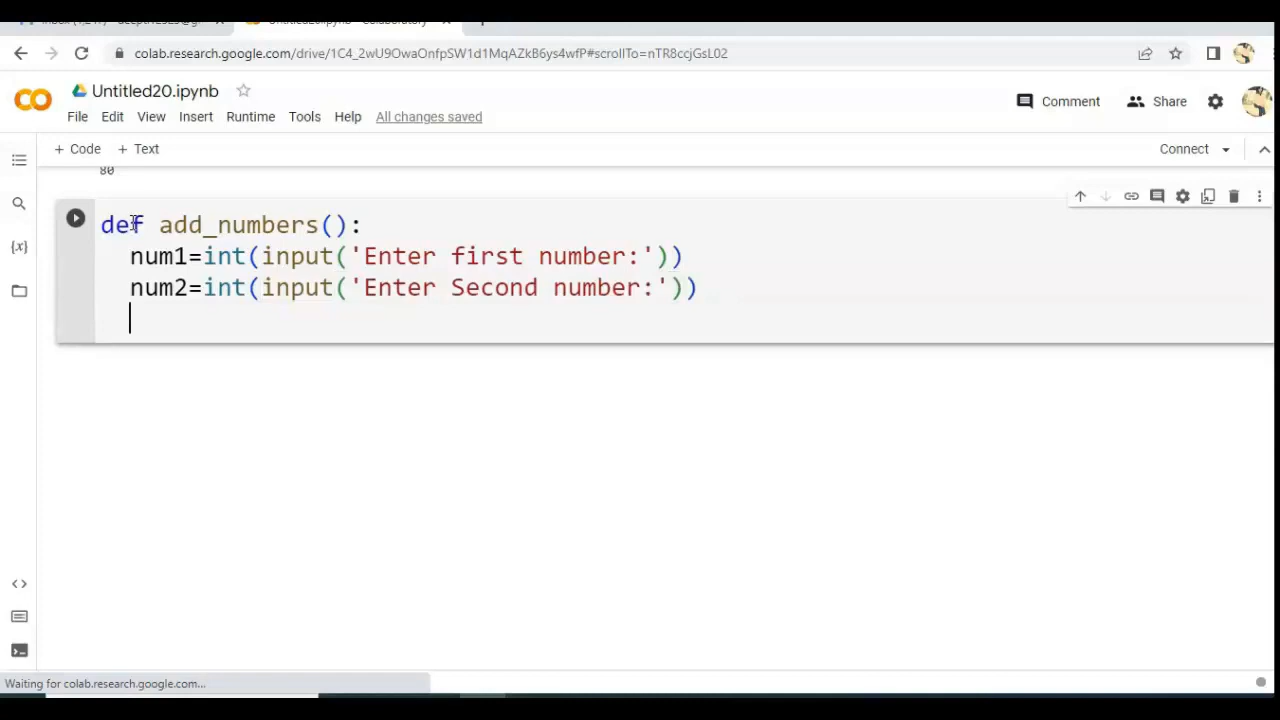 colab.research.google.com/drive/1C4_2wU9OwaOnfpSW1d1MqAZkB6ys4wfP#scrollTo=nTR8ccjGsL02
Untitled20.ipynb
Comment
Share
File Edit View Insert Runtime Tools Help All changes saved
+ Code + Text
Connect
80
def add_numbers():
num1=int(input('Enter first number:'))
num2=int(input('Enter Second number:'))
{x}
Waiting for colab.research.google.com...